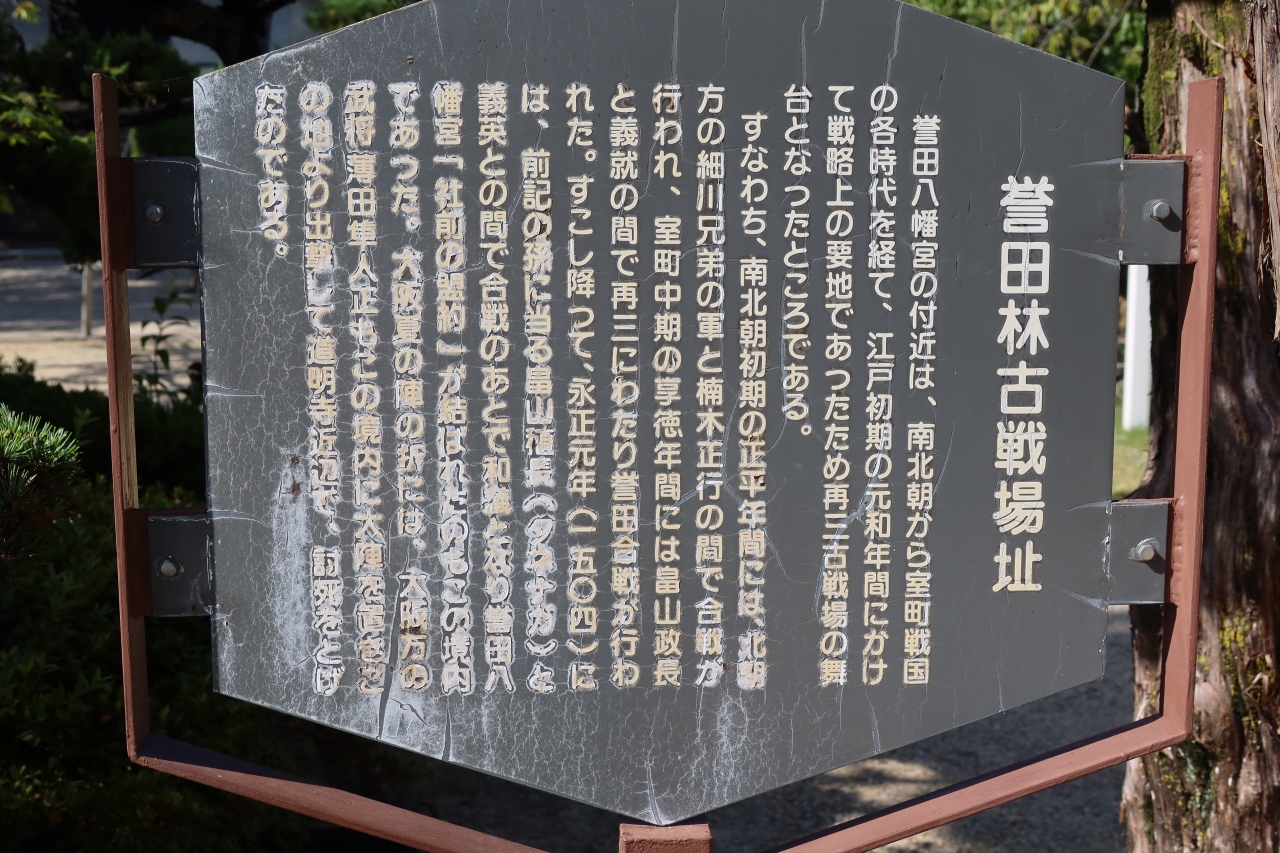 誉田林古戦場址
誉田八幡宮の付近は、南北朝から室町戦国
の各時代を経て、江戸初期の元和年間にかけ
て戦略上の要地であつたため再三古戦場の舞
台となったところである。
すなわち、南北朝初期の正平年間には、北朝
方の細川兄弟の軍と楠木正行の間で合戦が
行われ、室町中期の享徳年間には畠山政長
と義就の間で再三にわたり誉田合戦が行わ
れた。すこし降つて、永正元年(一五〇四)に
は、前記の孫に当る畠山稙長(タネナガ)と
義英との間で合戦のあとで和議となり誉田八
幡宮「社前の盟約」が結ばれたのもこの境内
であつた。大阪夏の陣の折には、大阪方の
武将薄田隼人正もこの境内に大陣を宿をこ
の地より出撃して道明寺近辺で、討死をとげ
たのである。